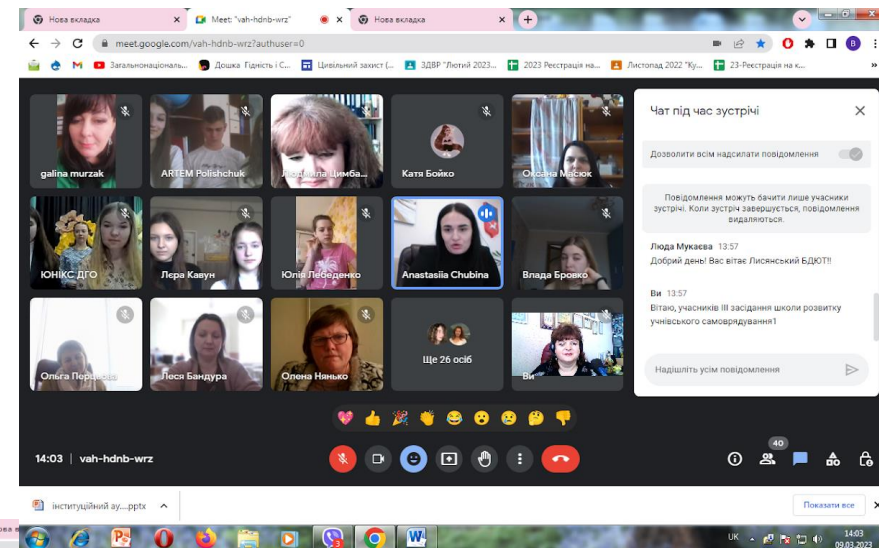 Нова вкладка
Meet: "vah-hdnb-wrz"
Нова вкладка
meet.google.com/vah-hdnb-wrz?authuser=0
Загальнонаціональ...
Дошка Гідність і С...
Цивільний захист (...
ЗДВР "Лютий 2023...
2023 Реєстрація на...
Листопад 2022 "Ку...
23-Реєстрація на к...
galina murzak
ARTEM Polishchuk
Людмила Цимба...
Катя Бойко
Оксана Масюк
ЮНІКС ДГО
Лєра Кавун
Юлія Лебеденко
Anastasiia Chubina
Влада Бровко
Ольга Перцьова
Леся Бандура
Олена Нянько
Ще 26 осіб
Ви
Чат під час зустрічі
Дозволити всім надсилати повідомлення
Повідомлення можуть бачити лише учасники
зустрічі. Коли зустріч завершується, повідомлення
видаляються.
Люда Мукаєва 13:57
Добрий день! Вас вітає Лисянський БДЮТ!!
Ви 13:57
Вітаю, учасників ІІІ засідання школи розвитку
учнівського самоврядування1
Надішліть усім повідомлення
14:03 | vah-hdnb-wrz
40
інституційний ау....pptx
Показати все
UK
14:03
09.03.2023